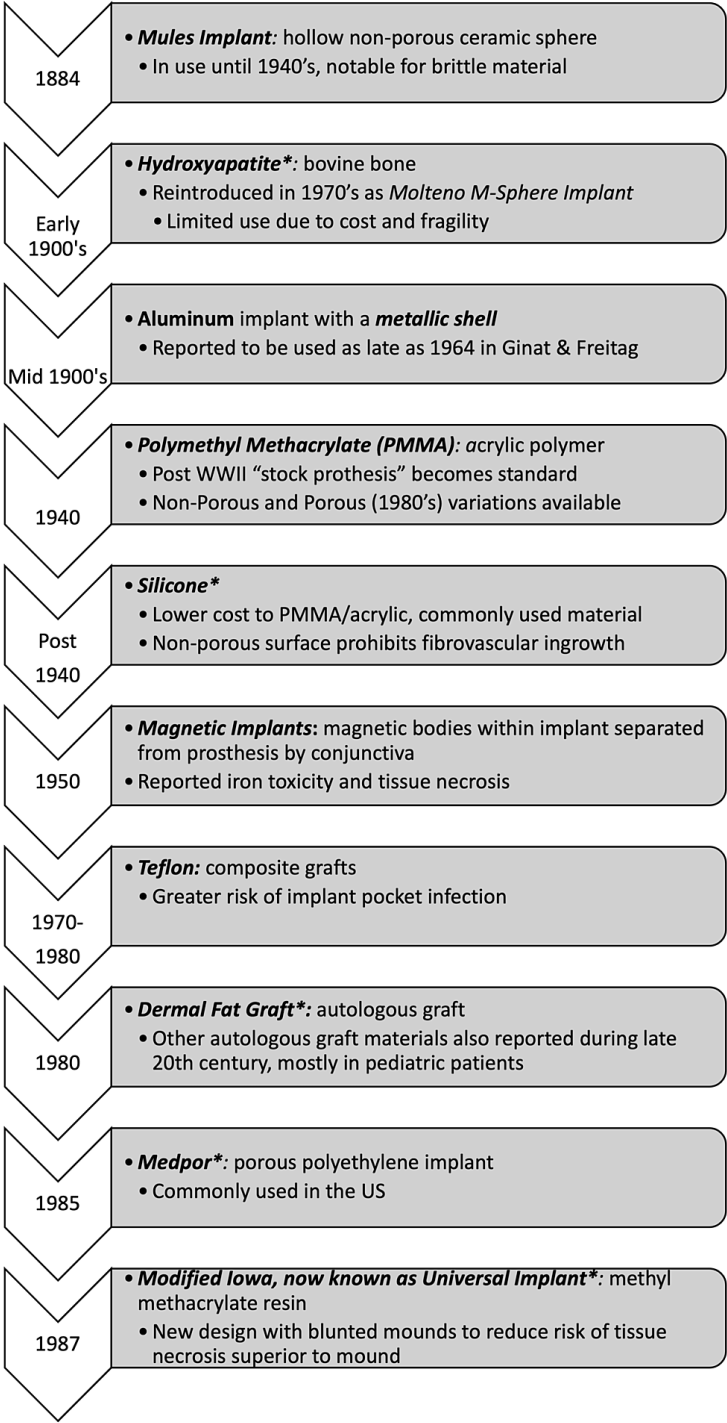 1884
• Mules Implant: hollow non-porous ceramic sphere
• In use until 1940’s, notable for brittle material
Early
1900's
• Hydroxyapatite*: bovine bone
• Reintroduced in 1970’s as Molteno M-Sphere Implant
• Limited use due to cost and fragility
Mid 1900's
• Aluminum implant with a metallic shell
• Reported to be used as late as 1964 in Ginat & Freitag
1940
• Polymethyl Methacrylate (PMMA): acrylic polymer
• Post WWII “stock prothesis” becomes standard
• Non-Porous and Porous (1980’s) variations available
Post
1940
• Silicone*
• Lower cost to PMMA/acrylic, commonly used material
• Non-porous surface prohibits fibrovascular ingrowth
1950
• Magnetic Implants: magnetic bodies within implant separated
from prosthesis by conjunctiva
• Reported iron toxicity and tissue necrosis
1970-
1980
• Teflon: composite grafts
• Greater risk of implant pocket infection
1980
• Dermal Fat Graft*: autologous graft
• Other autologous graft materials also reported during late
20th century, mostly in pediatric patients
1985
• Medpor*: porous polyethylene implant
• Commonly used in the US
1987
• Modified Iowa, now known as Universal Implant*: methyl
methacrylate resin
• New design with blunted mounds to reduce risk of tissue
necrosis superior to mound